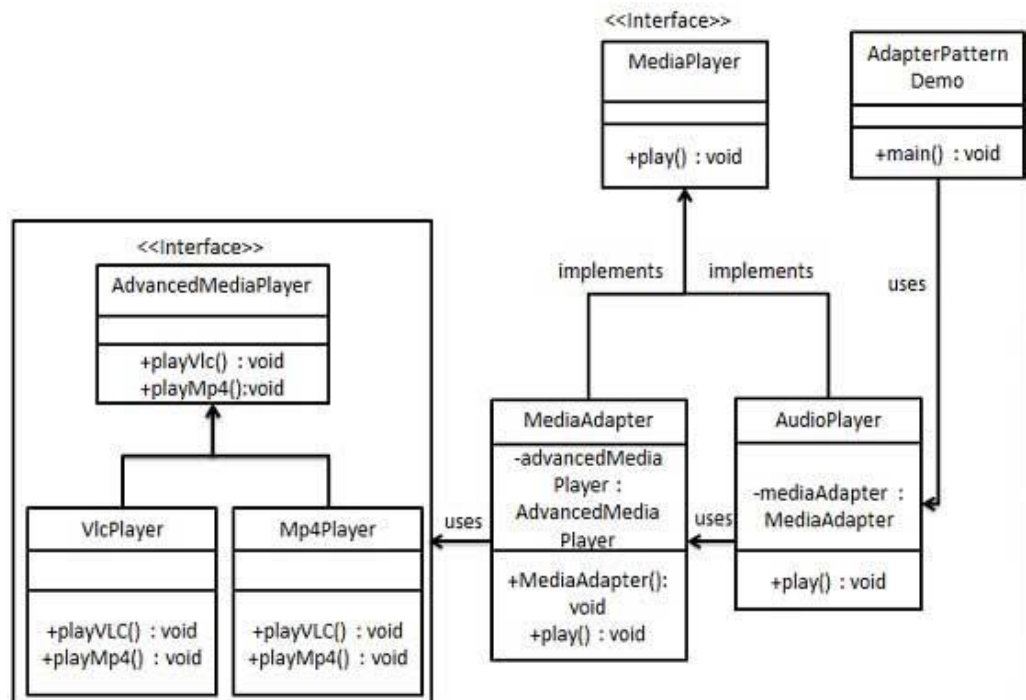 <<Interface>>
MediaPlayer
+play() : void
AdapterPattern
Demo
+main() : void
implements
implements
uses
<<Interface>>
AdvancedMediaPlayer
+playVlc() : void
+playMp4():void
VlcPlayer
+playVLC() : void
+playMp4() : void
Mp4Player
+playVLC() : void
+playMp4() : void
uses
MediaAdapter
-advancedMedia
Player :
AdvancedMedia
Player
+MediaAdapter():
void
+play() : void
uses
AudioPlayer
-mediaAdapter :
MediaAdapter
+play() : void